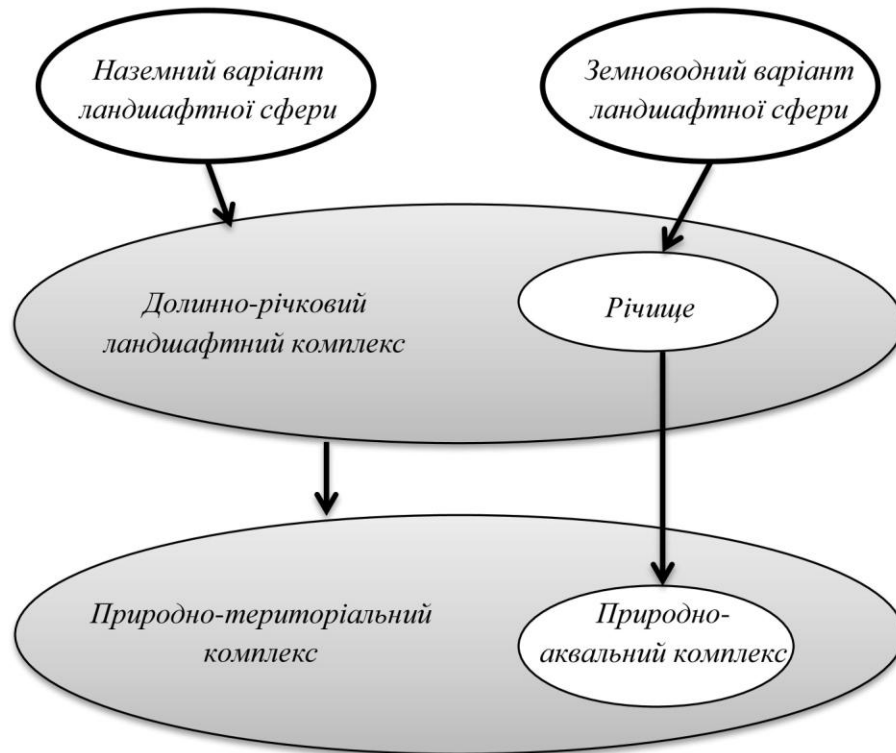 Наземний варіант
ландшафтної сфери
Земноводний варіант
ландшафтної сфери
Долинно-річковий
ландшафтний комплекс
Річище
Природно-територіальний
комплекс
Природно-
аквальний комплекс